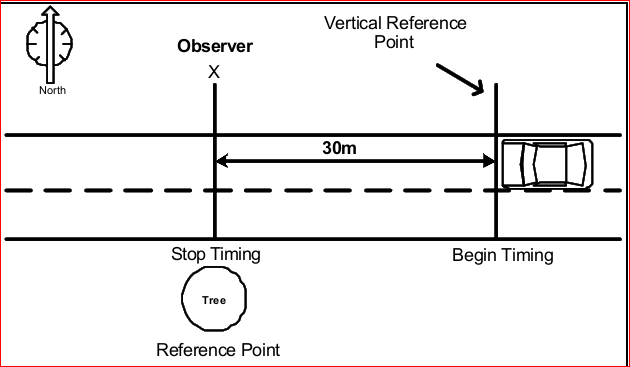 Vertical Reference
Point
Observer
X
North
30m
Stop Timing
Begin Timing
Tree
Reference Point